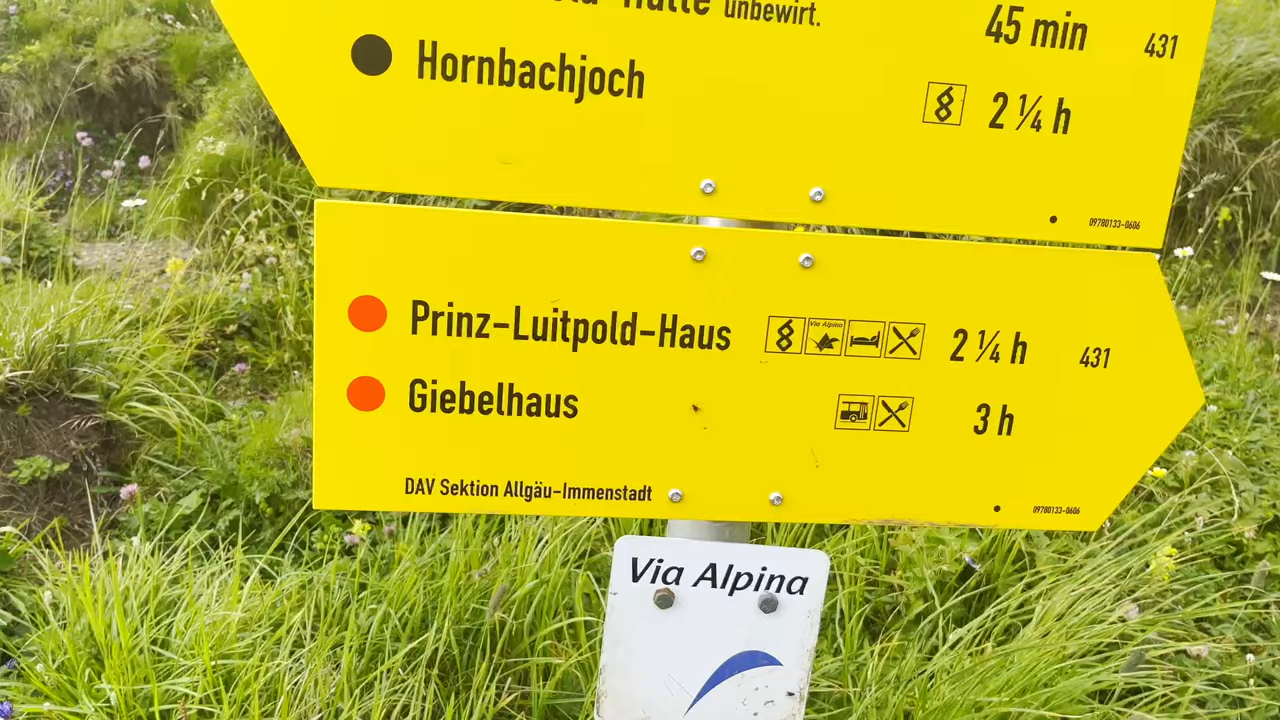 Hütte unbewirt. 45 min 431
Hornbachjoch 2 ¼ h
09780133-0606
Prinz-Luitpold-Haus Via Alpina 2 ¼ h 431
Giebelhaus 3 h
DAV Sektion Allgäu-Immenstadt
09780133-0606
Via Alpina